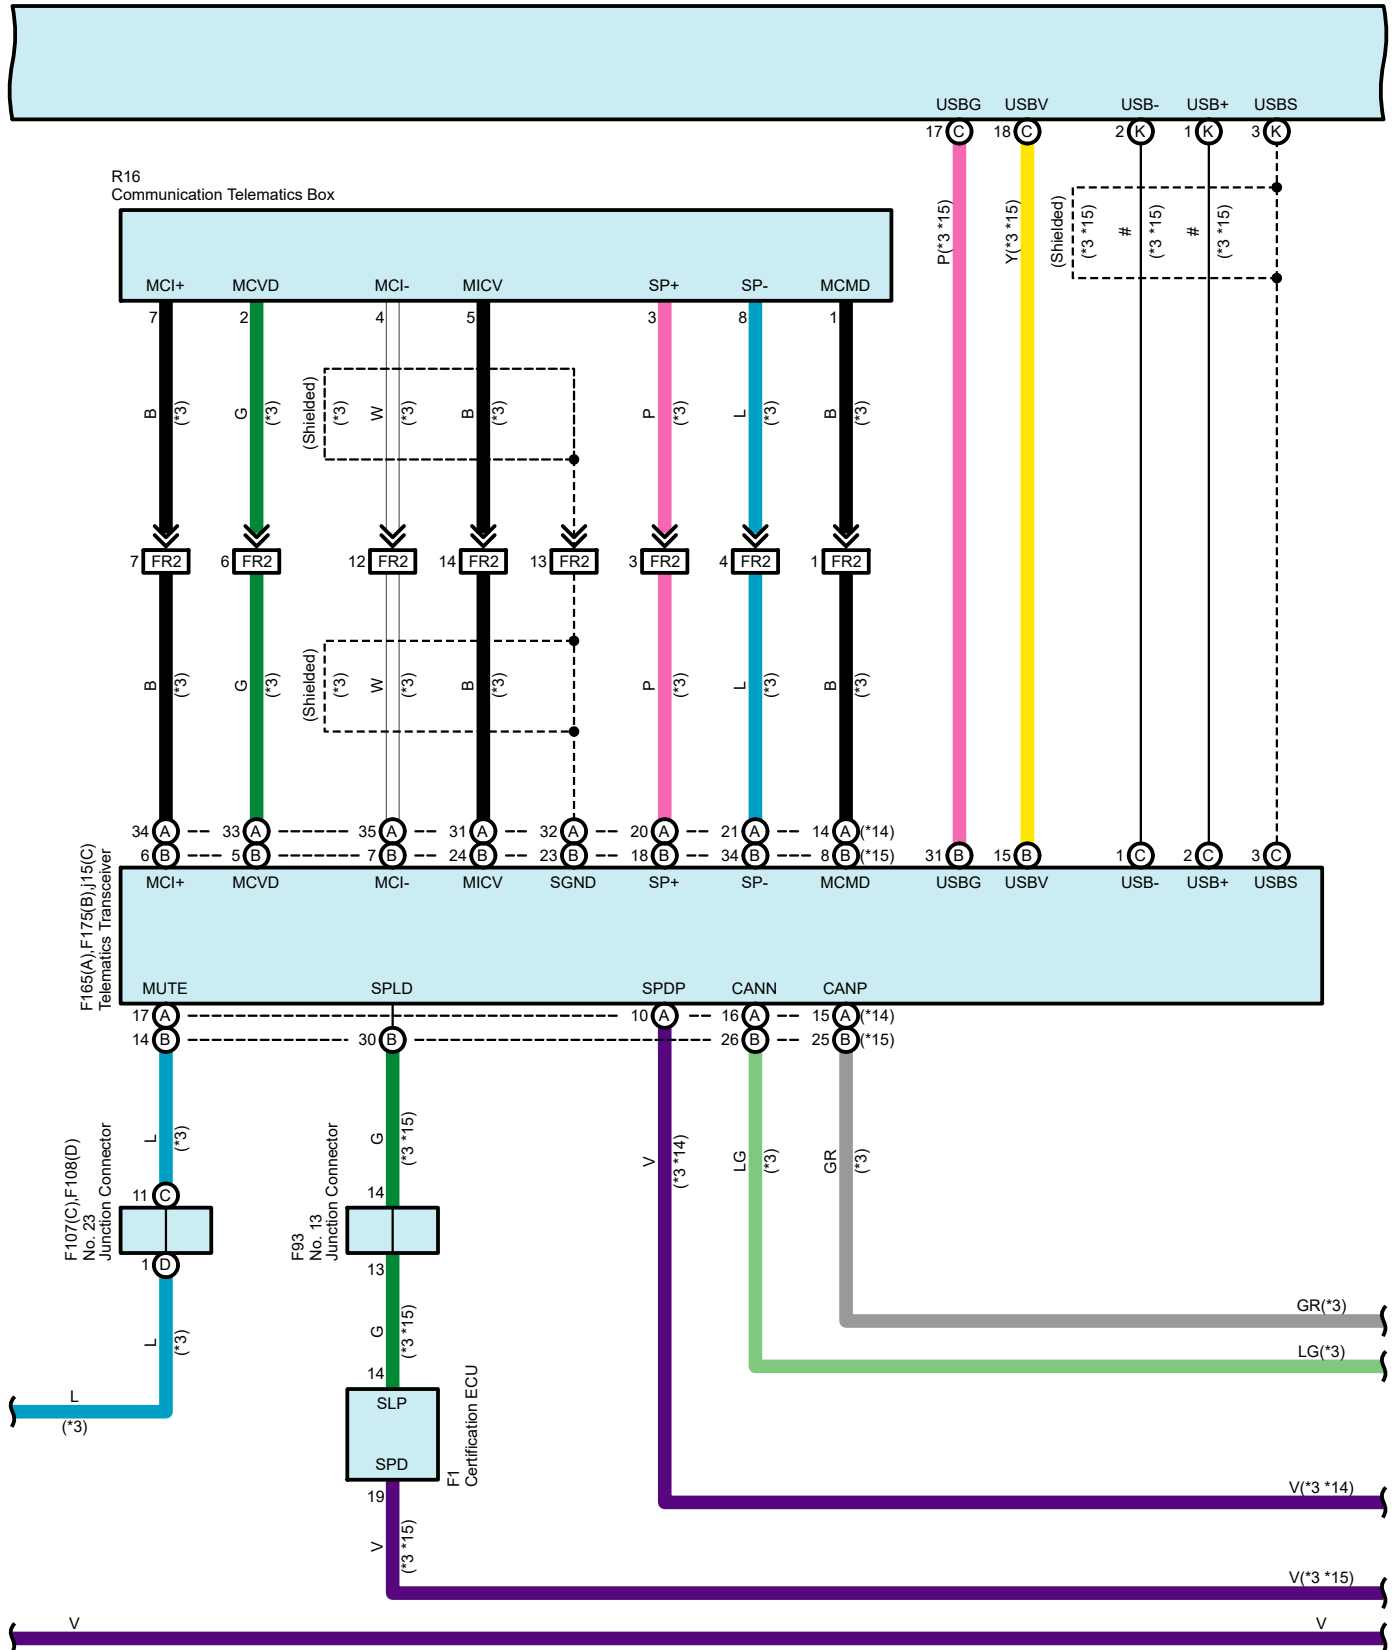 USBG USBV USB- USB+ USBS
17 C 18 C 2 K 1 K 3 K
R16
Communication Telematics Box
P(*3 *15)
Y(*3 *15)
(Shielded)
(*3 *15)
#
(*3 *15)
#
(*3 *15)
MCI+ MCVD MCI- MICV SP+ SP- MCMD
7 2 4 5 3 8 1
B (*3) G (*3) (Shielded) (*3) W (*3) B (*3) P (*3) L (*3) B (*3)
7 FR2 6 FR2 12 FR2 14 FR2 13 FR2 3 FR2 4 FR2 1 FR2
B (*3) G (*3) (Shielded) (*3) W (*3) B (*3) P (*3) L (*3) B (*3)
34 A 33 A 35 A 31 A 32 A 20 A 21 A 14 A (*14)
6 B 5 B 7 B 24 B 23 B 18 B 34 B 8 B (*15) 31 B 15 B 1 C 2 C 3 C
MCI+ MCVD MCI- MICV SGND SP+ SP- MCMD USBG USBV USB- USB+ USBS
F165(A),F175(B),j15(C)
Telematics Transceiver
MUTE SPLD SPDP CANN CANP
17 A 10 A 16 A 15 A (*14)
14 B 30 B 26 B 25 B (*15)
L (*3) G (*3 *15) V (*3 *14) LG (*3) GR (*3)
F107(C),F108(D)
No. 23
Junction Connector
11 C
1 D
F93
No. 13
Junction Connector
14
13
L (*3) G (*3 *15)
GR(*3)
LG(*3)
14
SLP
SPD
19
F1
Certification ECU
L
(*3)
V(*3 *14)
V (*3 *15)
V(*3 *15)
V V